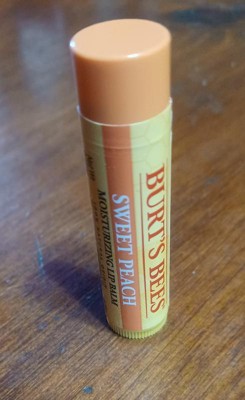 BURT'S BEES
SWEET PEACH
MOISTURIZING LIP BALM